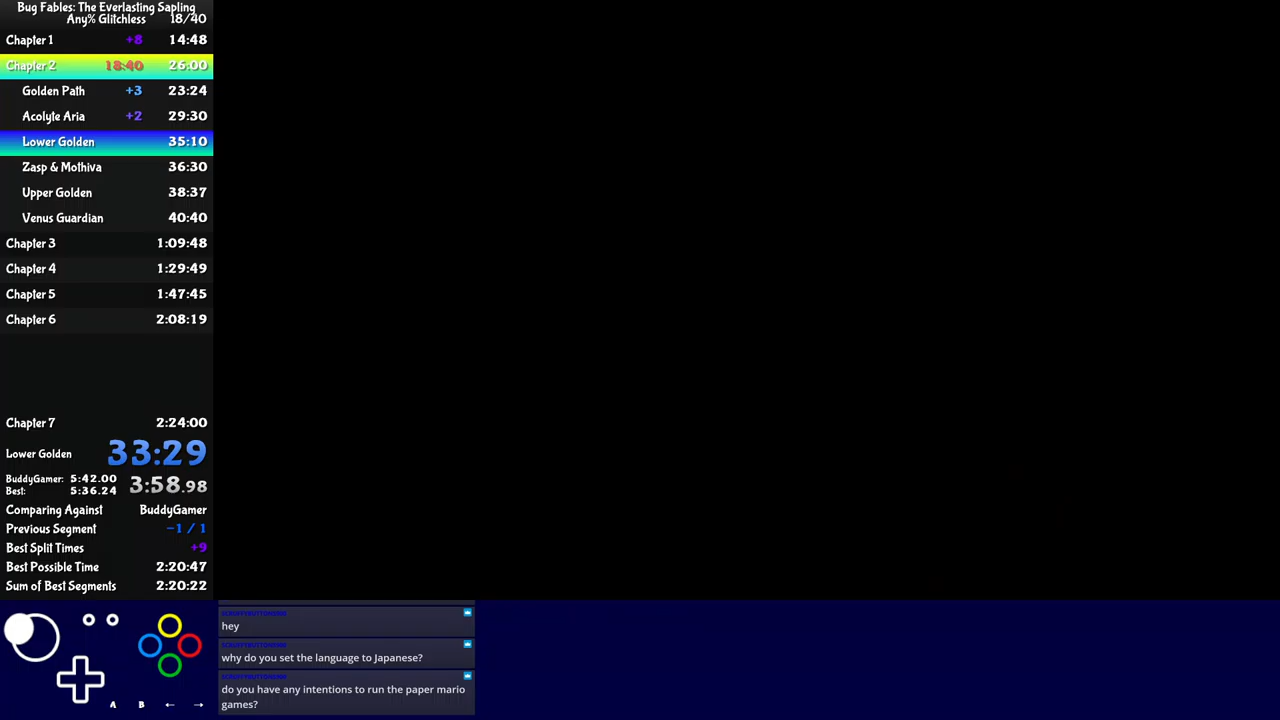 Bug Fables: The Everlasting Sapling
Any% Glitchless 18/40
Chapter 1 +8 14:48
Chapter 2 18:40 26:00
Golden Path +3 23:24
Acolyte Aria +2 29:30
Lower Golden 35:10
Zasp & Mothiva 36:30
Upper Golden 38:37
Venus Guardian 40:40
Chapter 3 1:09:48
Chapter 4 1:29:49
Chapter 5 1:47:45
Chapter 6 2:08:19
Chapter 7 2:24:00
Lower Golden 33:29
BuddyGamer: 5:42.00
Best: 5:36.24 3:58.98
Comparing Against BuddyGamer
Previous Segment -1 / 1
Best Split Times +9
Best Possible Time 2:20:47
Sum of Best Segments 2:20:22
hey
why do you set the language to Japanese?
do you have any intentions to run the paper mario
games?
A B ← →